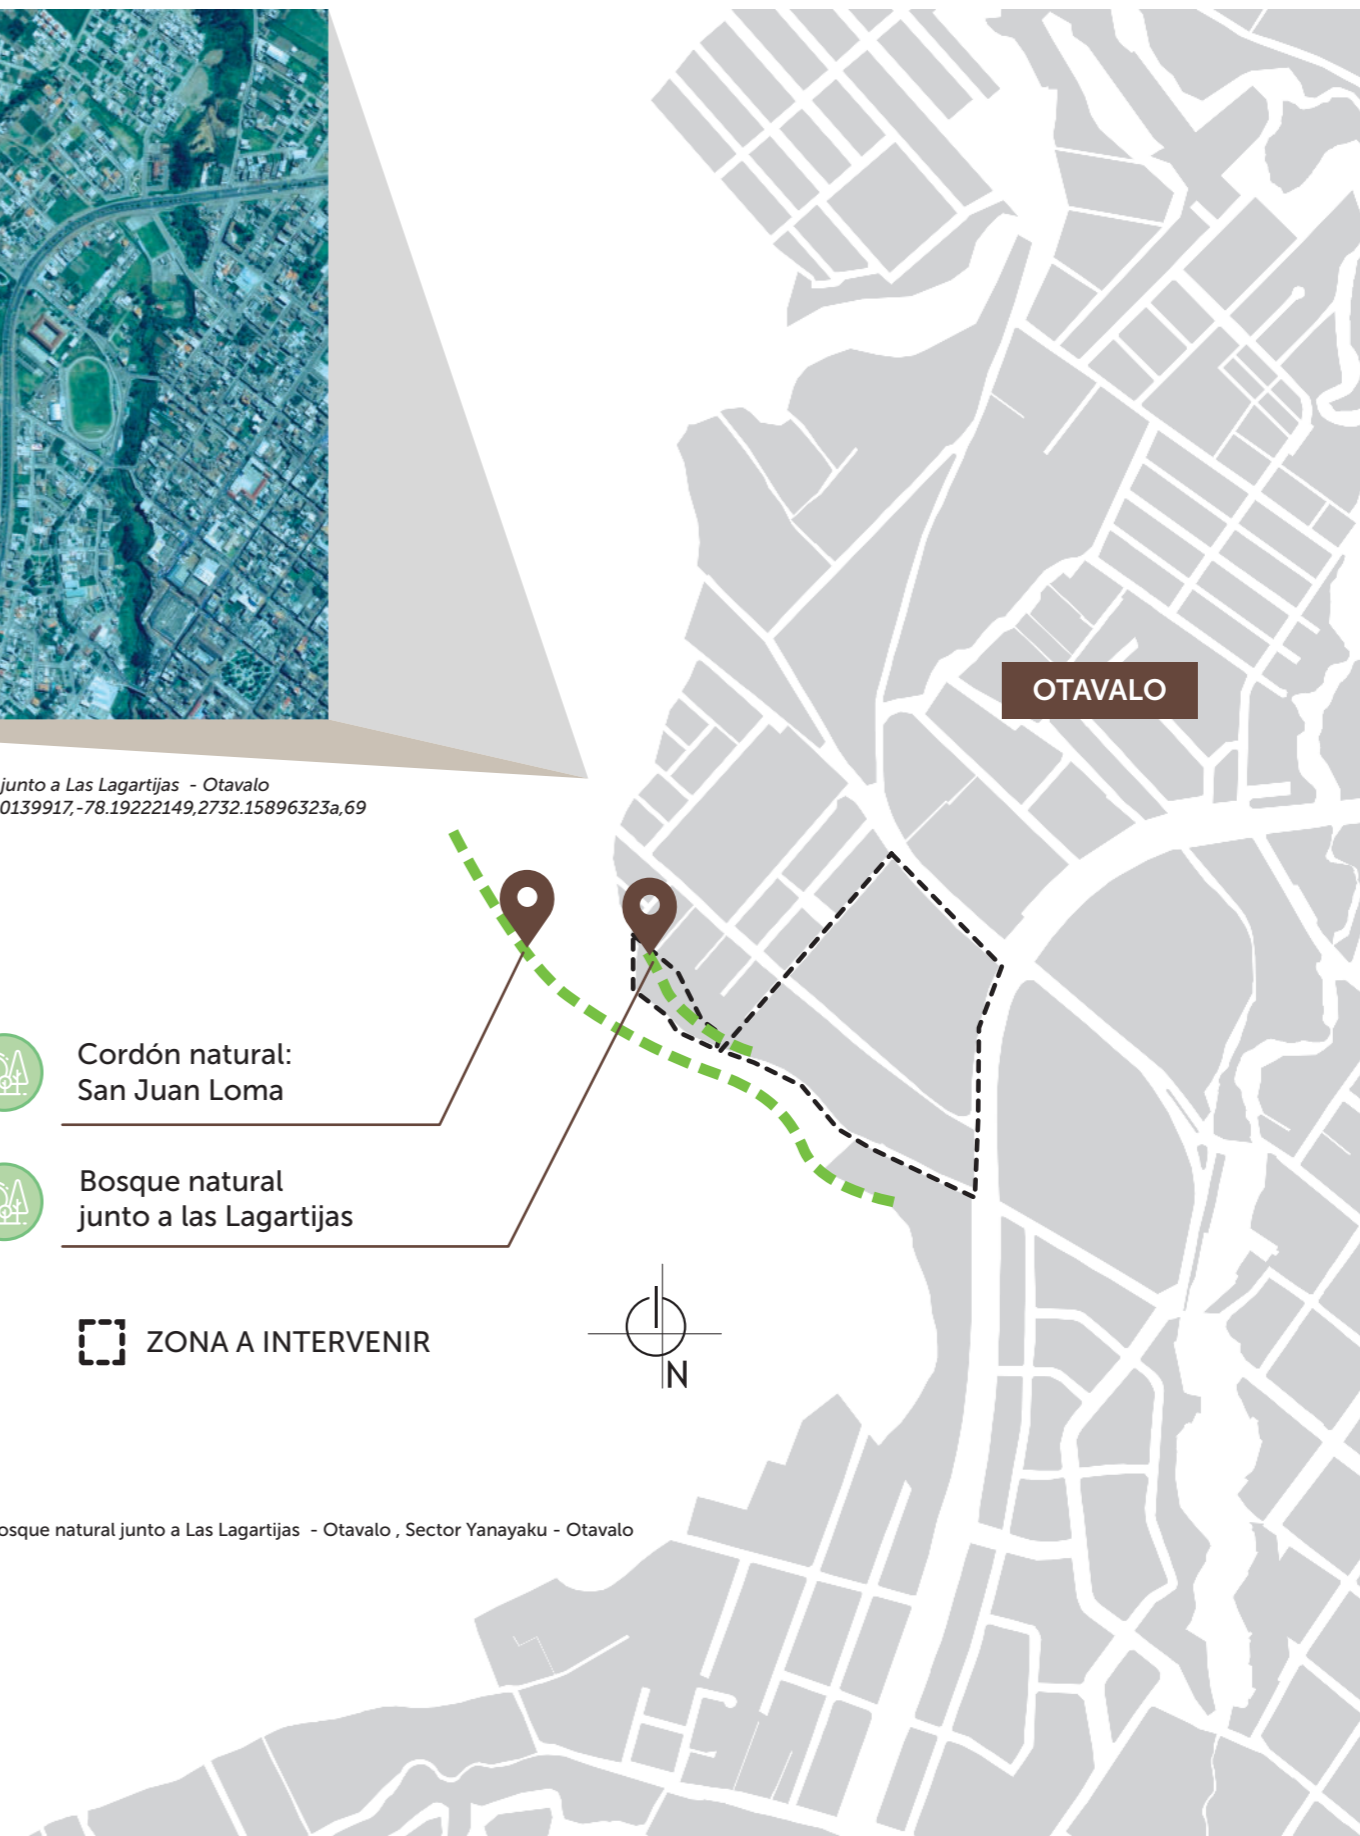 OTAVALO
junto a Las Lagartijas - Otavalo
0139917,-78.19222149,2732.15896323a,69
Cordón natural:
San Juan Loma
Bosque natural
junto a las Lagartijas
ZONA A INTERVENIR
N
osque natural junto a Las Lagartijas - Otavalo , Sector Yanayaku - Otavalo